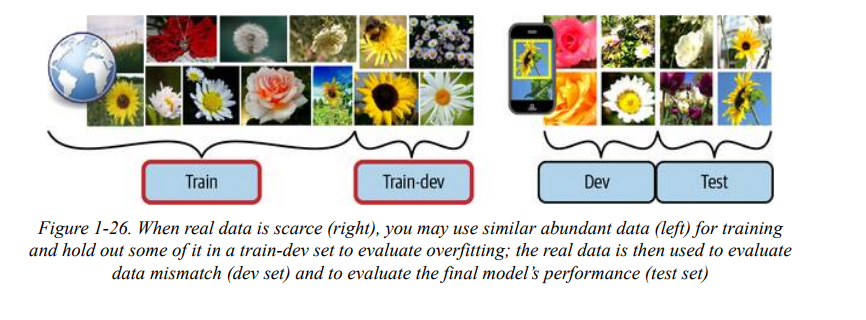 Train
Train-dev
Dev
Test
Figure 1-26. When real data is scarce (right), you may use similar abundant data (left) for training
and hold out some of it in a train-dev set to evaluate overfitting; the real data is then used to evaluate
data mismatch (dev set) and to evaluate the final model’s performance (test set)